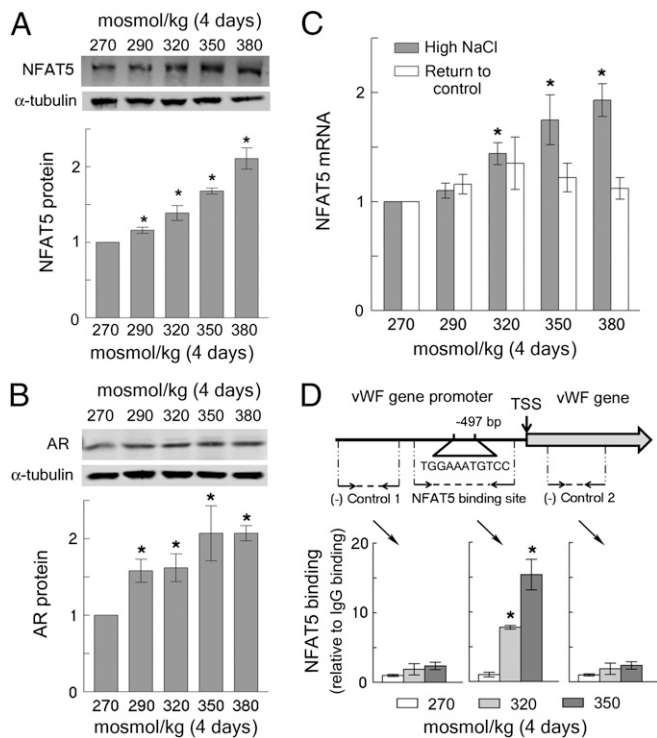 A
mosmol/kg (4 days)
270 290 320 350 380
NFAT5
α-tubulin
NFAT5 protein
2
1
0
*
*
*
*
270 290 320 350 380
mosmol/kg (4 days)
B
mosmol/kg (4 days)
270 290 320 350 380
AR
α-tubulin
AR protein
2
1
0
*
*
*
*
270 290 320 350 380
mosmol/kg (4 days)
C
High NaCl
Return to
control
NFAT5 mRNA
2
1
0
*
*
*
270 290 320 350 380
mosmol/kg (4 days)
D
vWF gene promoter
TSS
vWF gene
-497 bp
TGGAAATGTCC
(-) Control 1
NFAT5 binding site
(-) Control 2
NFAT5 binding
(relative to IgG binding)
20
10
0
*
*
270 320 350
mosmol/kg (4 days)